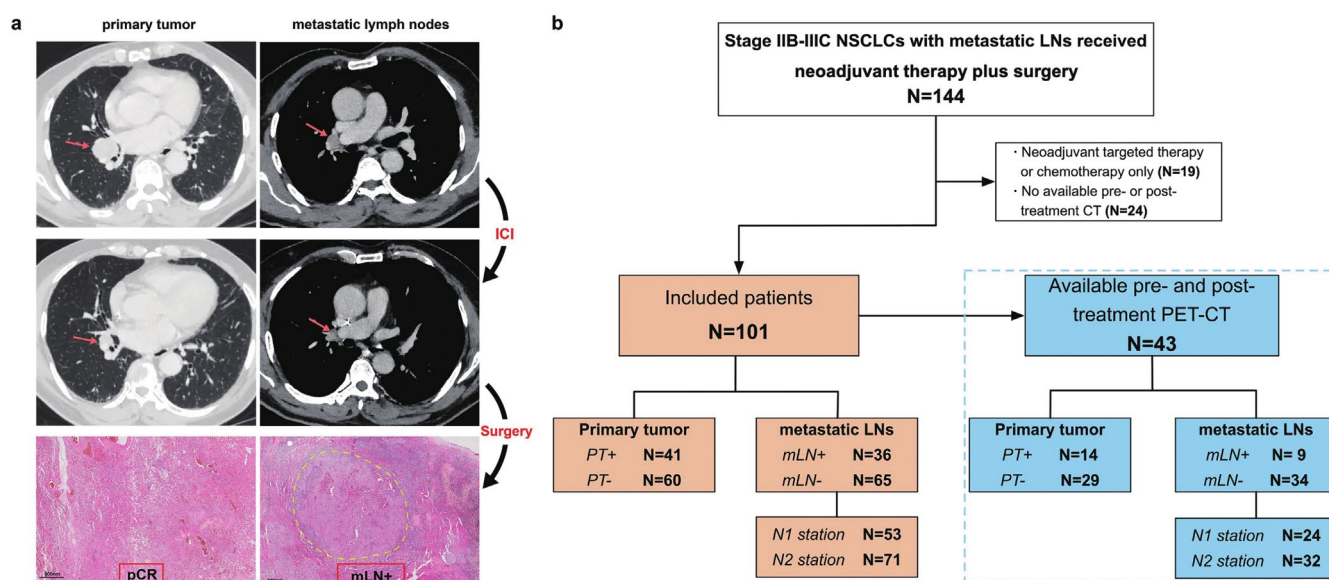 a
primary tumor
metastatic lymph nodes
ICI
Surgery
pCR
mLN+
b
Stage IIB-IIIC NSCLCs with metastatic LNs received
neoadjuvant therapy plus surgery
N=144
· Neoadjuvant targeted therapy
or chemotherapy only (N=19)
· No available pre- or post-
treatment CT (N=24)
Included patients
N=101
Available pre- and post-
treatment PET-CT
N=43
Primary tumor
PT+ N=41
PT- N=60
metastatic LNs
mLN+ N=36
mLN- N=65
N1 station N=53
N2 station N=71
Primary tumor
PT+ N=14
PT- N=29
metastatic LNs
mLN+ N= 9
mLN- N=34
N1 station N=24
N2 station N=32